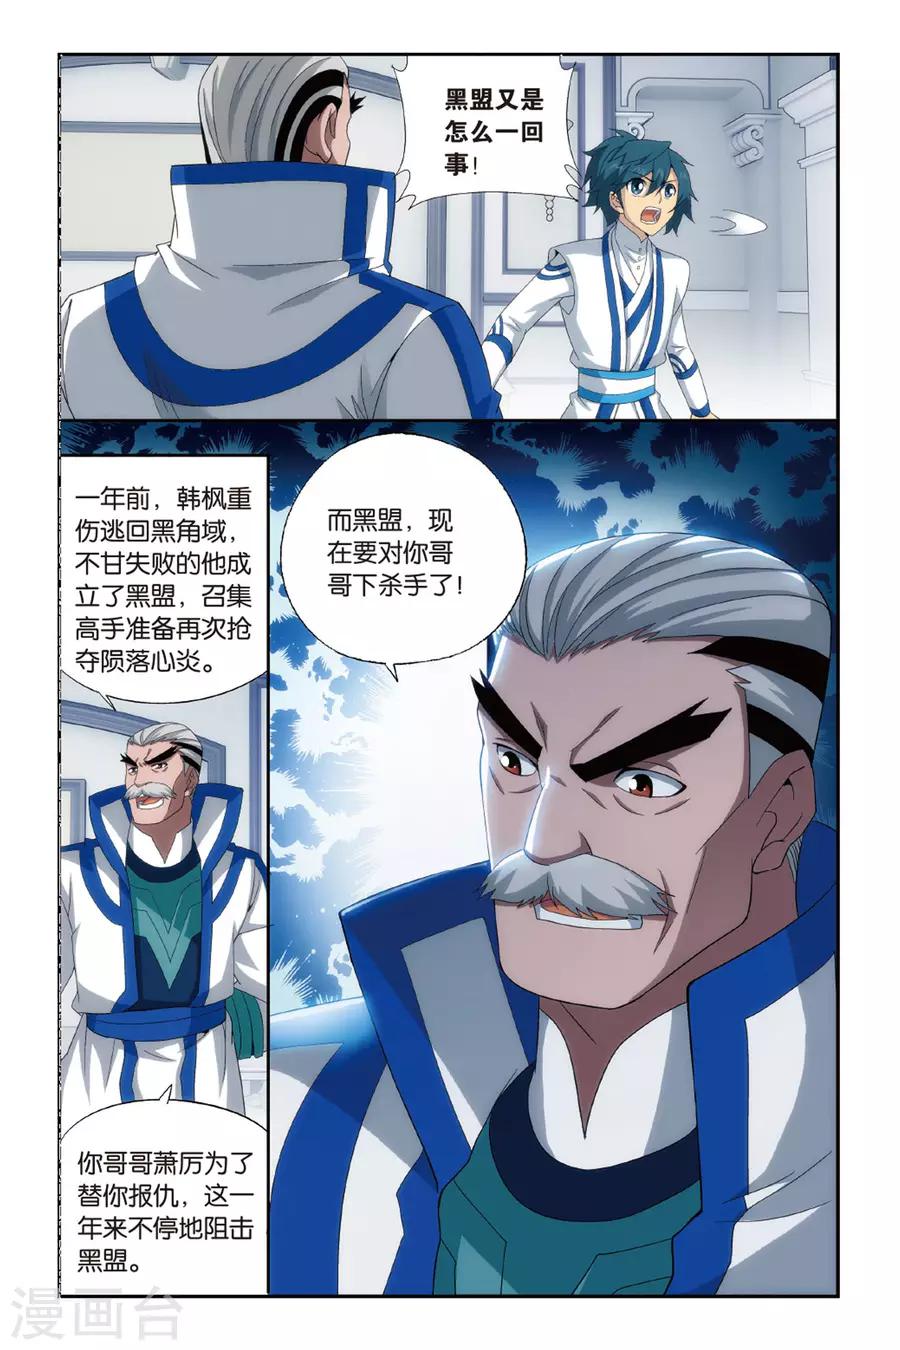 黑盟又是
怎么一回
事！
一年前，韩枫重
伤逃回黑角域，
不甘失败的他成
立了黑盟，召集
高手准备再次抢
夺陨落心炎。
你哥哥萧厉为了
替你报仇，这一
年来不停地阻击
黑盟。
而黑盟，现
在要对你哥
哥下杀手了！
漫画台